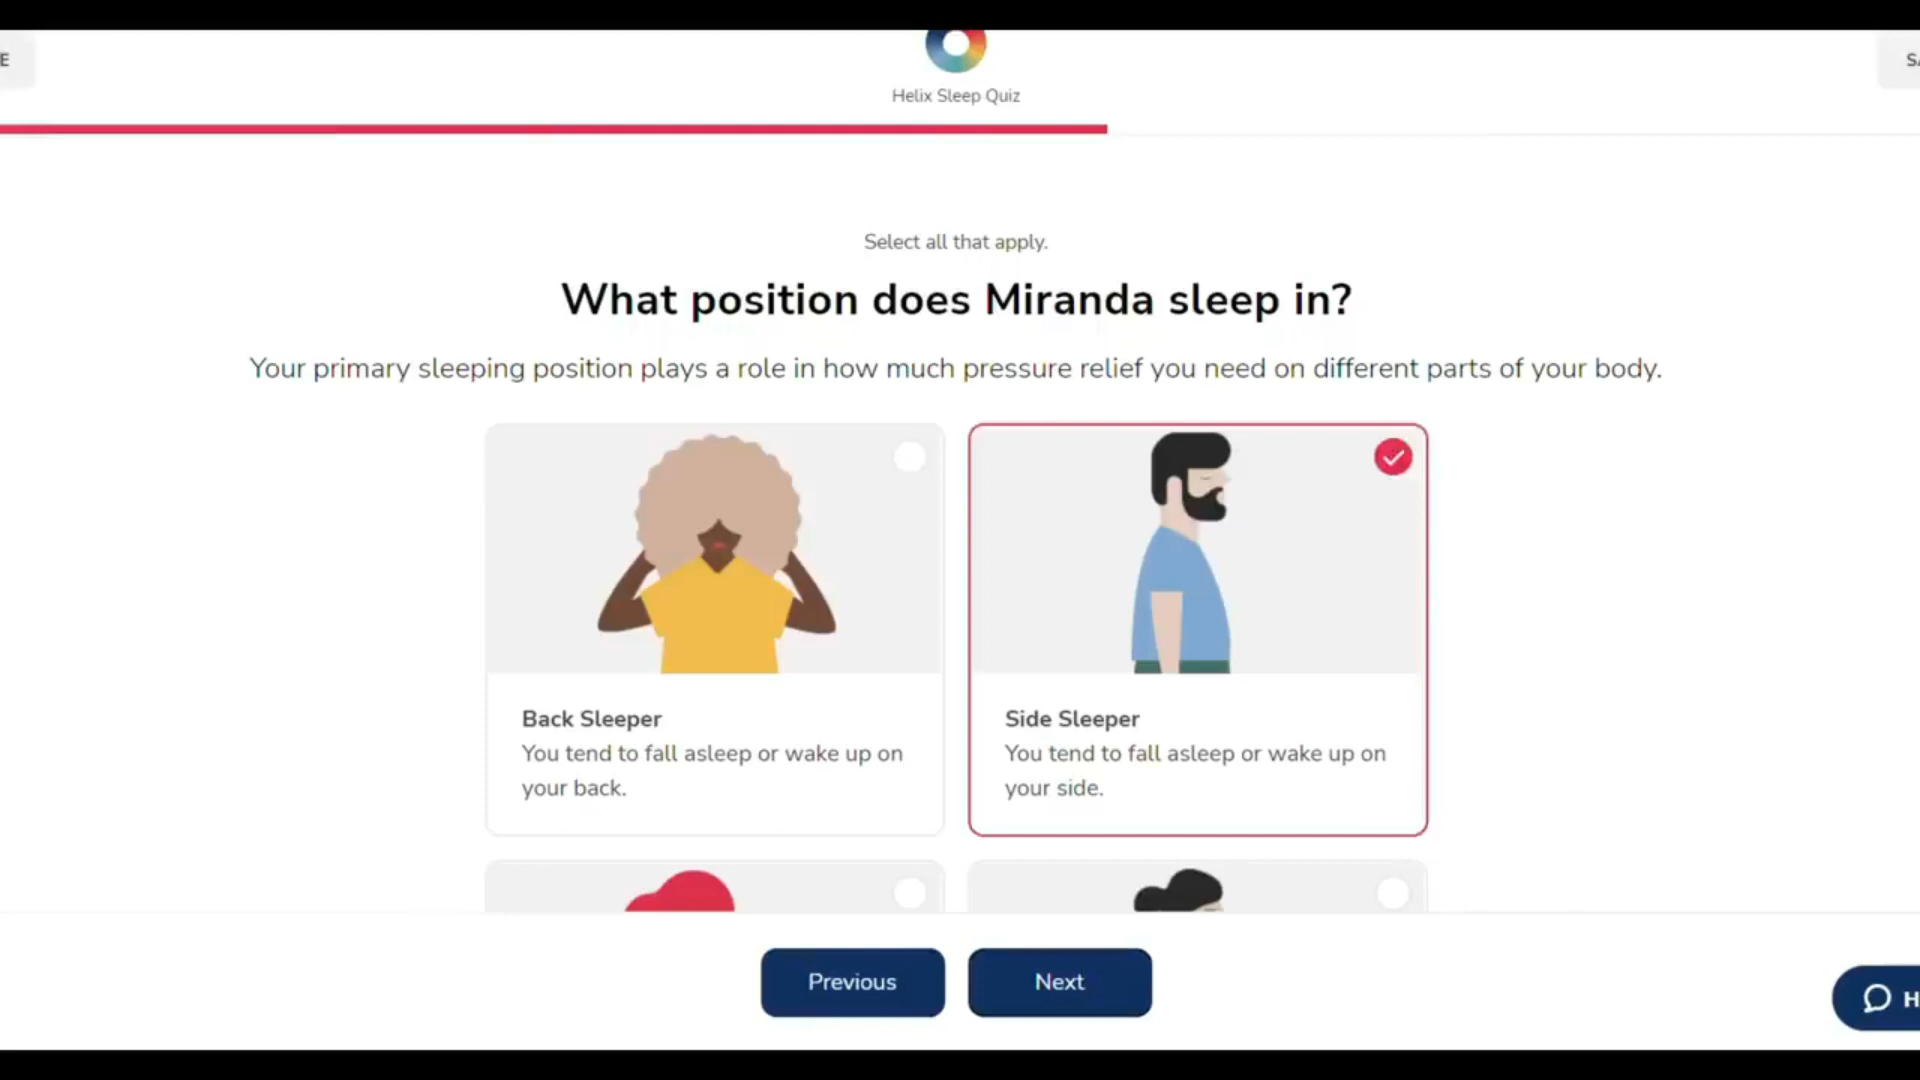 E
SA
Helix Sleep Quiz
Select all that apply.
What position does Miranda sleep in?
Your primary sleeping position plays a role in how much pressure relief you need on different parts of your body.
Back Sleeper
You tend to fall asleep or wake up on
your back.
Side Sleeper
You tend to fall asleep or wake up on
your side.
Previous
Next
H